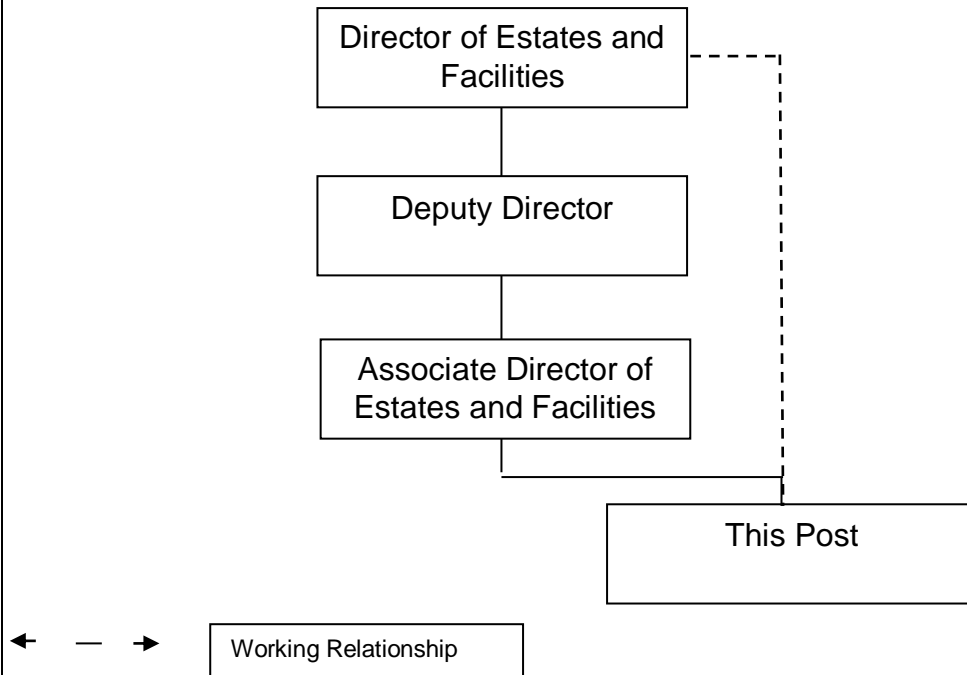 Director of Estates and
Facilities
Deputy Director
Associate Director of
Estates and Facilities
This Post
Working Relationship